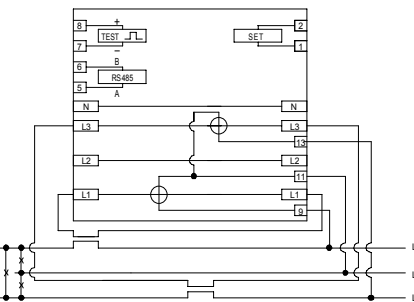 8 + 2
TEST SET
7 – 1
6 B
RS485
5 A
N N
L3 L3
13
L2 L2
11
L1 L1
9
L
L
L